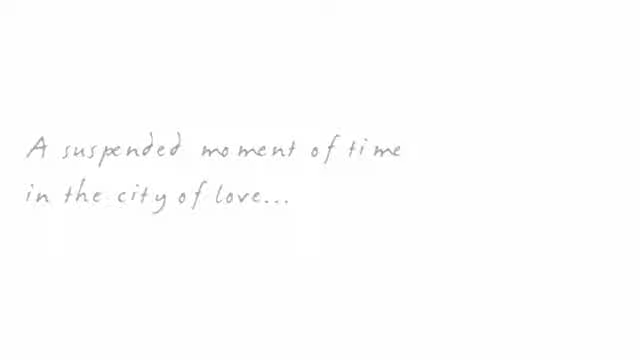 A suspended moment of time
in the city of love...